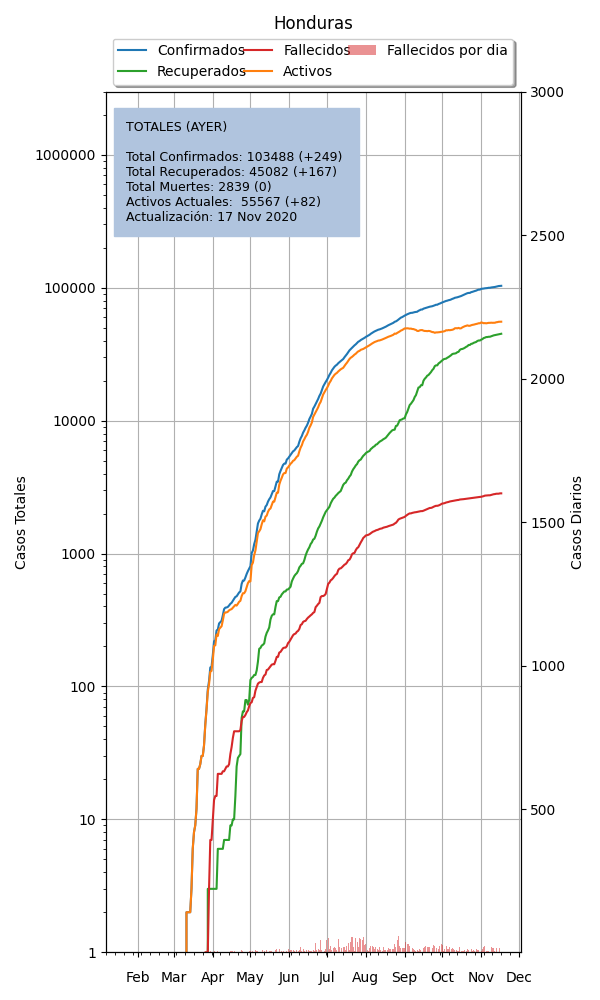 Honduras
Confirmados
Fallecidos
Fallecidos por dia
Recuperados
Activos
TOTALES (AYER)
Total Confirmados: 103488 (+249)
Total Recuperados: 45082 (+167)
Total Muertes: 2839 (0)
Activos Actuales:  55567 (+82)
Actualización: 17 Nov 2020
Casos Totales
1000000
100000
10000
1000
100
10
1
3000
2500
2000
1500
1000
500
Casos Diarios
Feb Mar Apr May Jun Jul Aug Sep Oct Nov Dec